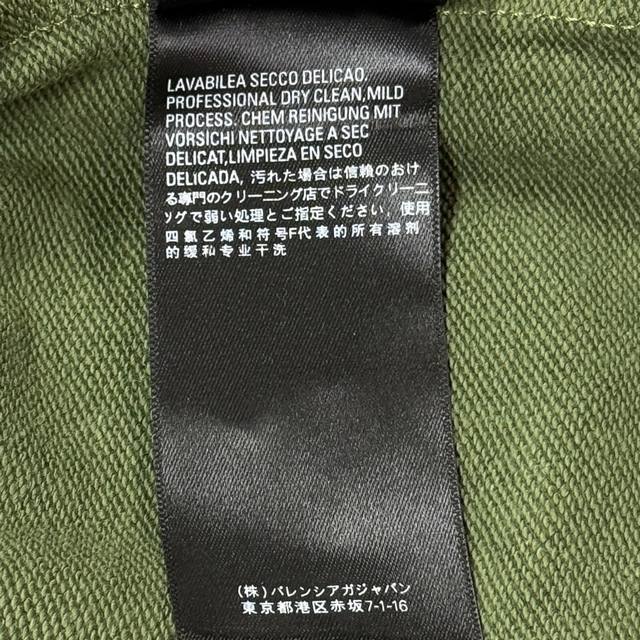 LAVABILEA SECCO DELICAO.
PROFESSIONAL DRY CLEAN, MILD
PROCESS. CHEM REINIGUNG MIT
VORSICHI NETTOYAGE A SEC
DELICAT,LIMPIEZA EN SECO
DELICADA, 汚れた場合は信頼のおけ
る専門のクリーニング店でドライクリーニ
ングで弱い処理とご指定ください, 使用
四氯乙烯和符号F代表的所有溶剂
的缓和专业干洗
(株) バレンシアガジャパン
東京都港区赤坂7-1-16